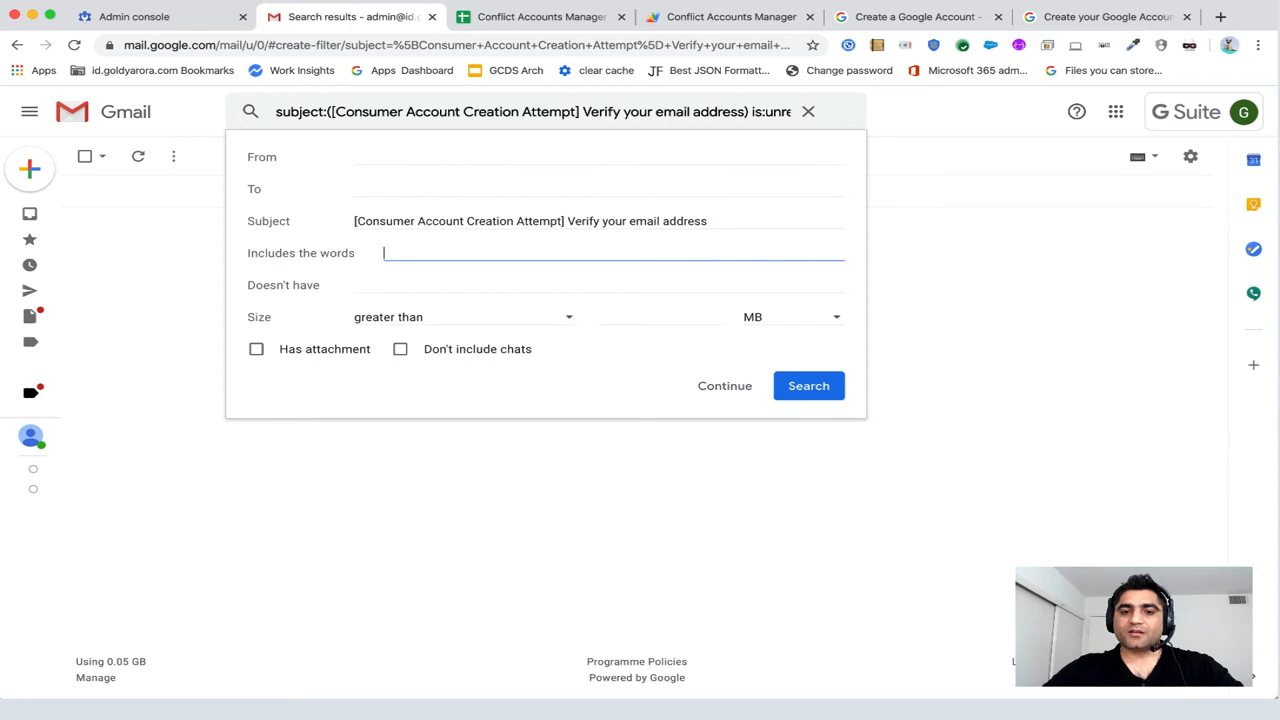 Admin console
Search results - admin@id.g
Conflict Accounts Manager
Conflict Accounts Manager
Create a Google Account -
Create your Google Accou
mail.google.com/mail/u/0/#create-filter/subject=%5BConsumer+Account+Creation+Attempt%5D+Verify+your+email+...
Apps
id.goldyarora.com Bookmarks
Work Insights
Apps Dashboard
GCDS Arch
clear cache
JF Best JSON Formatt...
Change password
Microsoft 365 adm...
Files you can store...
Gmail
subject:([Consumer Account Creation Attempt] Verify your email address) is:unre
G Suite
G
From
To
Subject [Consumer Account Creation Attempt] Verify your email address
Includes the words
Doesn't have
Size greater than MB
Has attachment Don't include chats
Continue Search
31
Using 0.05 GB
Manage
Programme Policies
Powered by Google